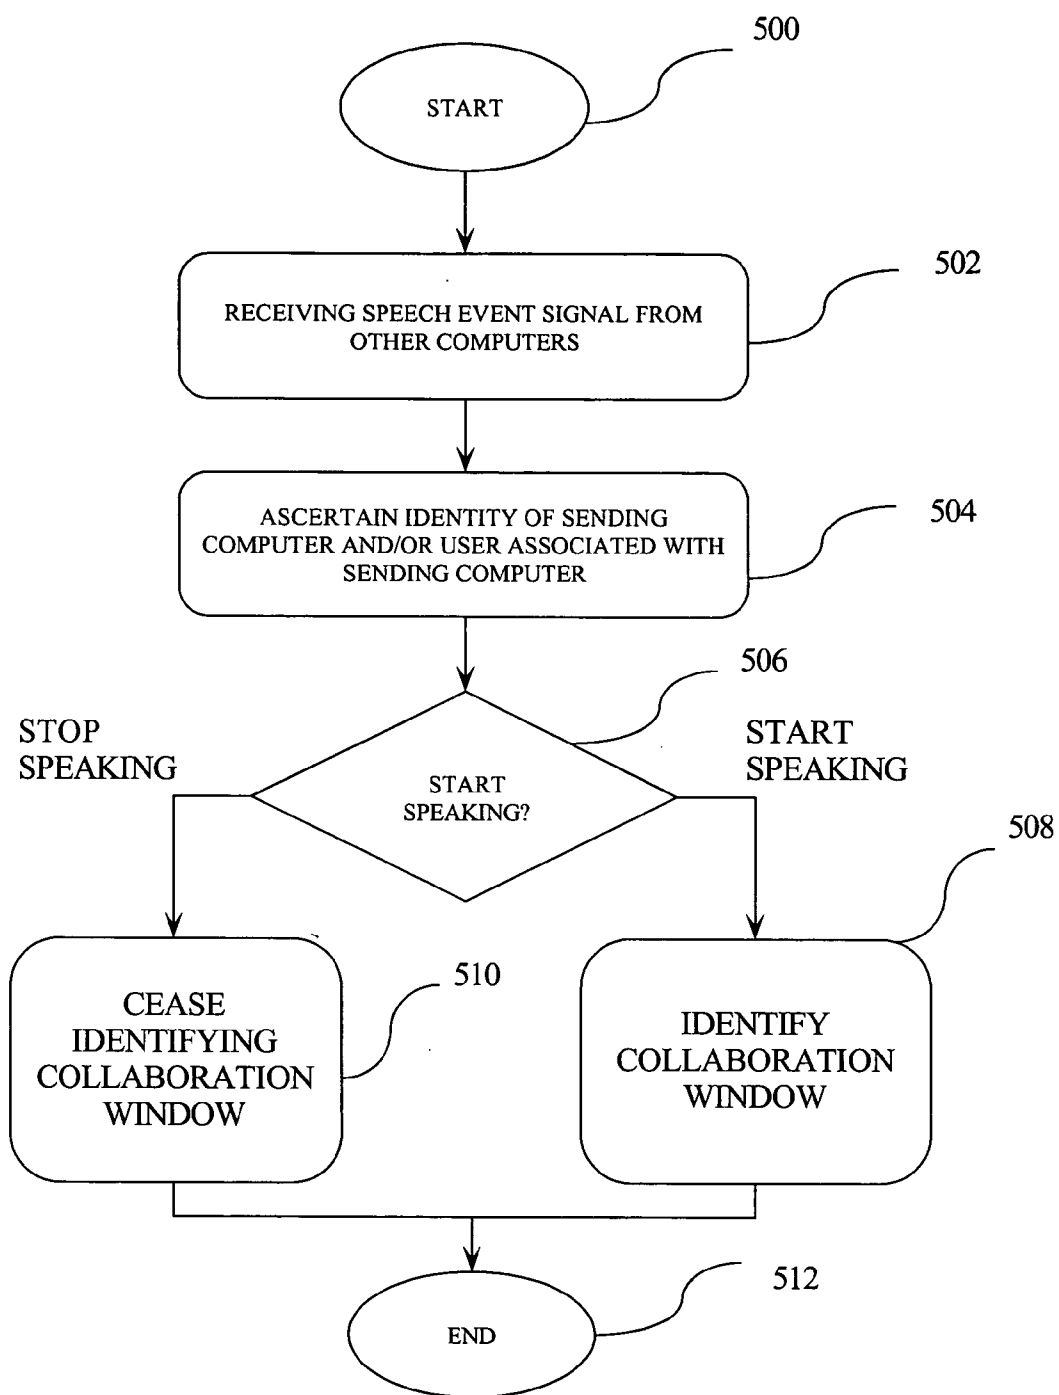 500
START
502
RECEIVING SPEECH EVENT SIGNAL FROM
OTHER COMPUTERS
504
ASCERTAIN IDENTITY OF SENDING
COMPUTER AND/OR USER ASSOCIATED WITH
SENDING COMPUTER
506
STOP
SPEAKING
START
SPEAKING
START
SPEAKING?
508
510
CEASE
IDENTIFYING
COLLABORATION
WINDOW
IDENTIFY
COLLABORATION
WINDOW
512
END